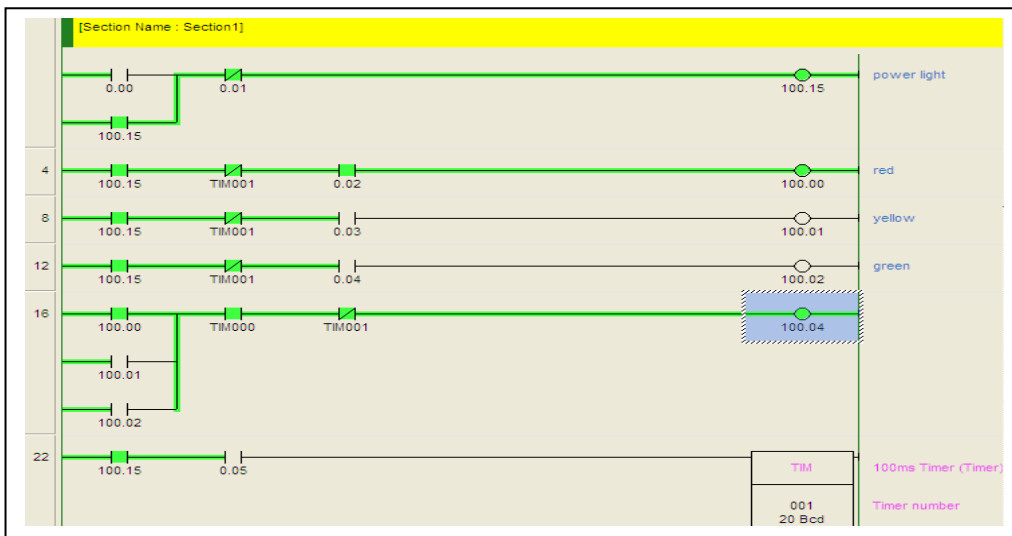 [Section Name : Section1]
0.00 0.01 100.15 power light
100.15
4 100.15 TIM001 0.02 100.00 red
8 100.15 TIM001 0.03 100.01 yellow
12 100.15 TIM001 0.04 100.02 green
16 100.00 TIM000 TIM001 100.04
100.01
100.02
22 100.15 0.05 TIM 100ms Timer (Timer)
001 Timer number
20 Bcd